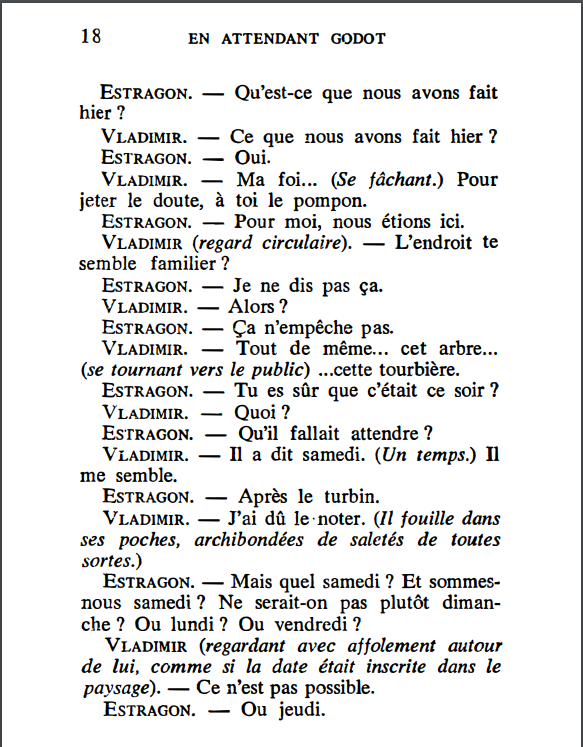 18 EN ATTENDANT GODOT
ESTRAGON. — Qu'est-ce que nous avons fait
hier ?
VLADIMIR. — Ce que nous avons fait hier ?
ESTRAGON. — Oui.
VLADIMIR. — Ma foi... (Se fâchant.) Pour
jeter le doute, à toi le pompon.
ESTRAGON. — Pour moi, nous étions ici.
VLADIMIR (regard circulaire). — L'endroit te
semble familier ?
ESTRAGON. — Je ne dis pas ça.
VLADIMIR. — Alors ?
ESTRAGON. — Ça n'empêche pas.
VLADIMIR. — Tout de même... cet arbre...
(se tournant vers le public) ...cette tourbière.
ESTRAGON. — Tu es sûr que c'était ce soir ?
VLADIMIR. — Quoi ?
ESTRAGON. — Qu'il fallait attendre ?
VLADIMIR. — Il a dit samedi. (Un temps.) Il
me semble.
ESTRAGON. — Après le turbin.
VLADIMIR. — J'ai dû le noter. (Il fouille dans
ses poches, archibondées de saletés de toutes
sortes.)
ESTRAGON. — Mais quel samedi ? Et sommes-
nous samedi ? Ne serait-on pas plutôt diman-
che ? Ou lundi ? Ou vendredi ?
VLADIMIR (regardant avec affolement autour
de lui, comme si la date était inscrite dans le
paysage). — Ce n'est pas possible.
ESTRAGON. — Ou jeudi.